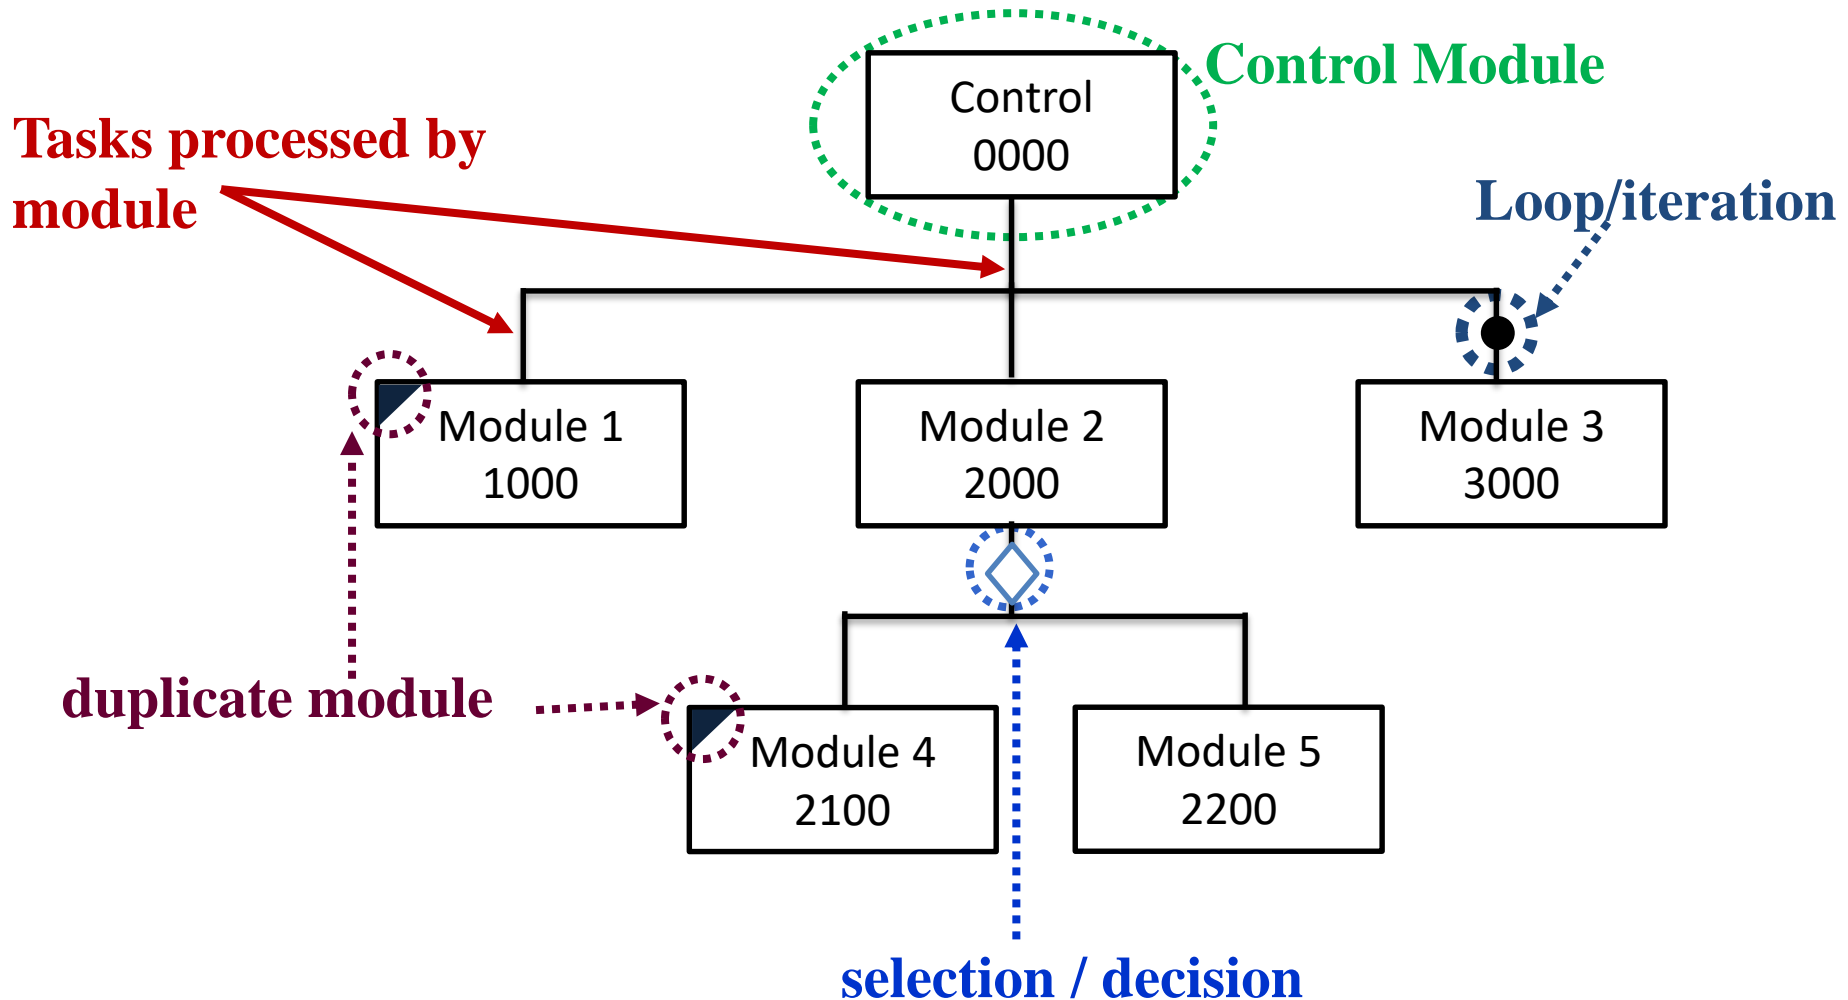 Control Module
Control
0000
Tasks processed by
module
Loop/iteration
Module 1
1000
Module 2
2000
Module 3
3000
duplicate module
Module 4
2100
Module 5
2200
selection / decision